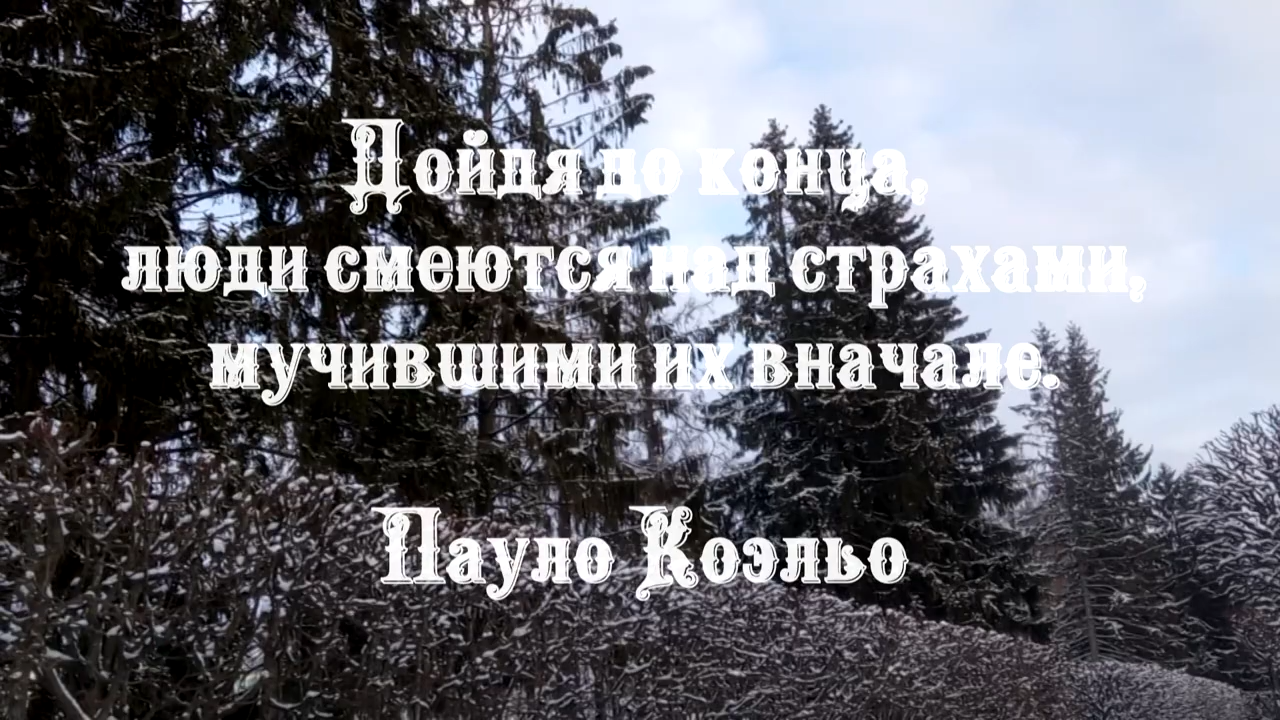 Дойдя до конца,
люди смеются над страхами,
мучившими их вначале.
Пауло Коэльо